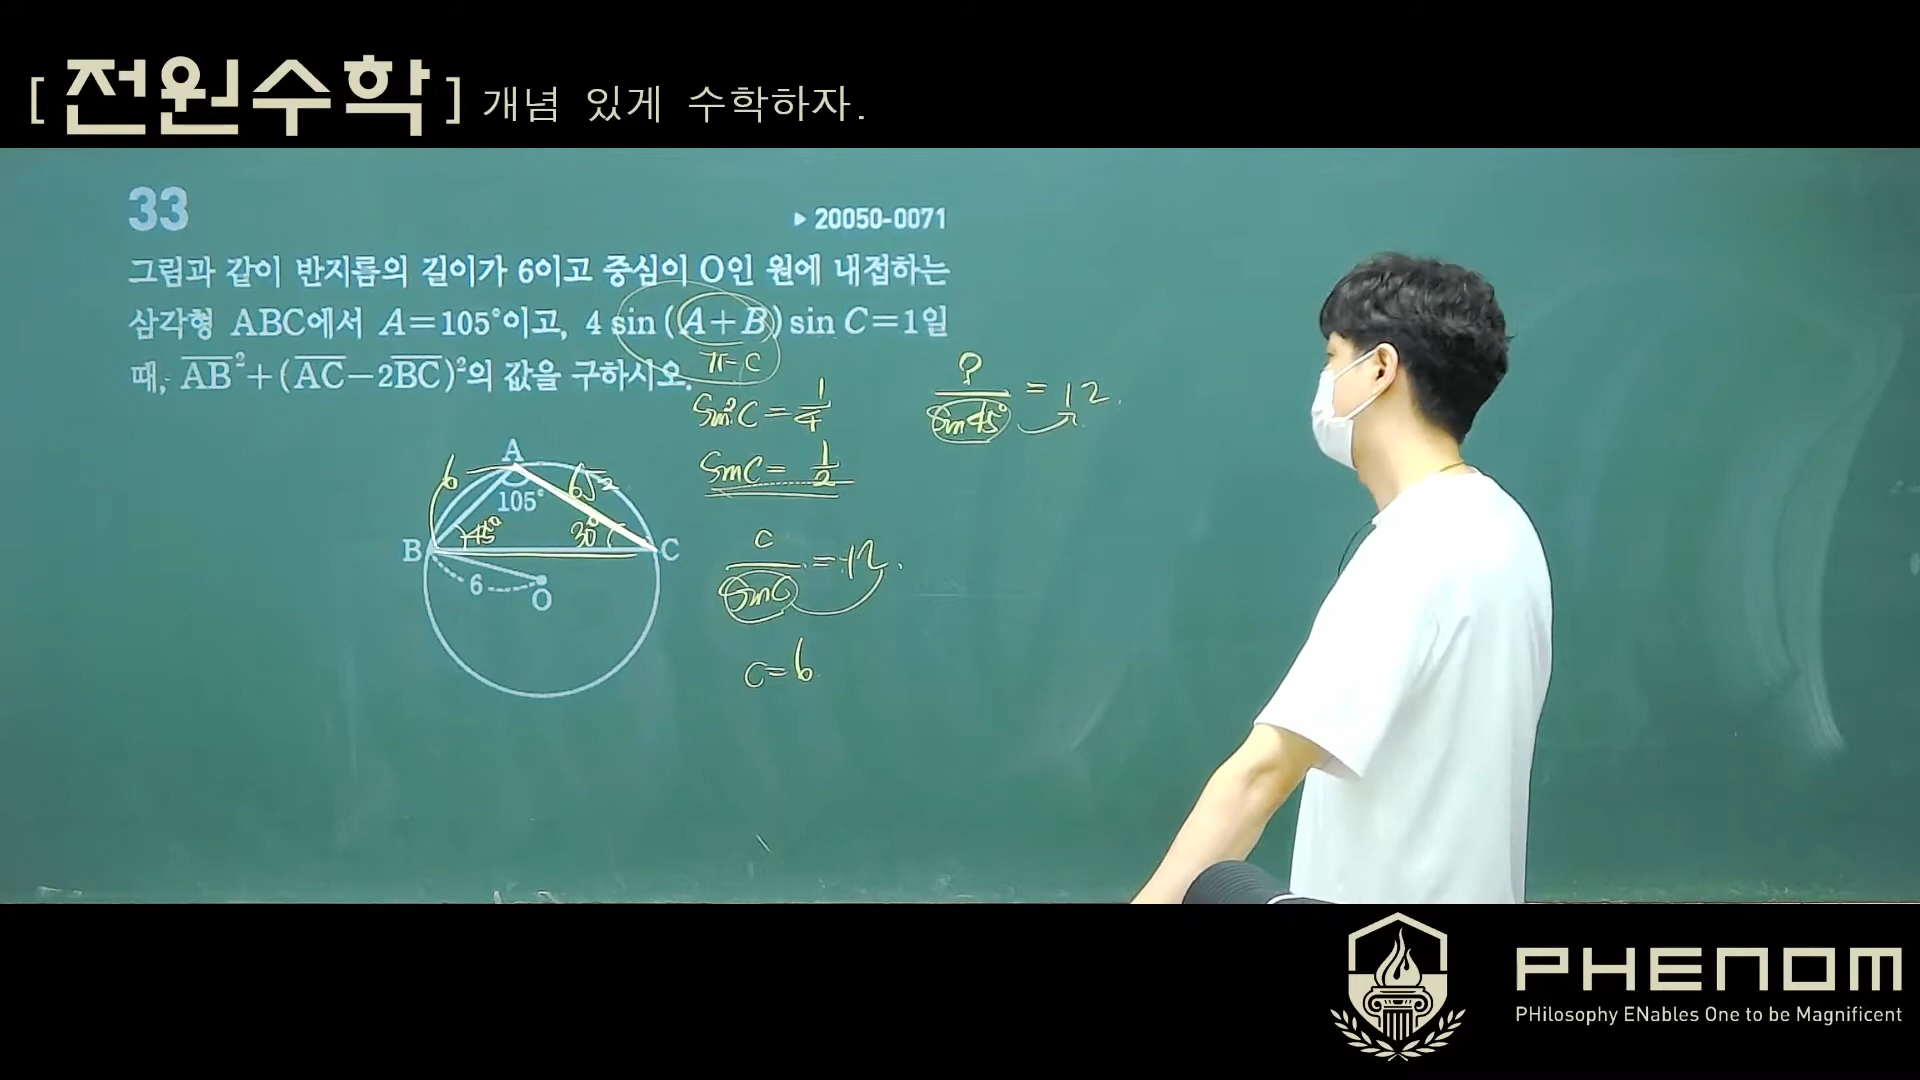 [전원수학] 개념 있게 수학하자.
33
▶ 20050-0071
그림과 같이 반지름의 길이가 6이고 중심이 O인 원에 내접하는
삼각형 ABC에서 A=105°이고, 4 sin (A+B) sin C=1일
때, AB²+(AC-2BC)²의 값을 구하시오.
π-C
sin²C = 1/4
sinC = 1/2
c/sinC = 12.
c=6
?/sin45° = 12.
A
6
105°
6√2
45°
30°
B
C
6
O
PHENOM
PHilosophy ENables One to be Magnificent